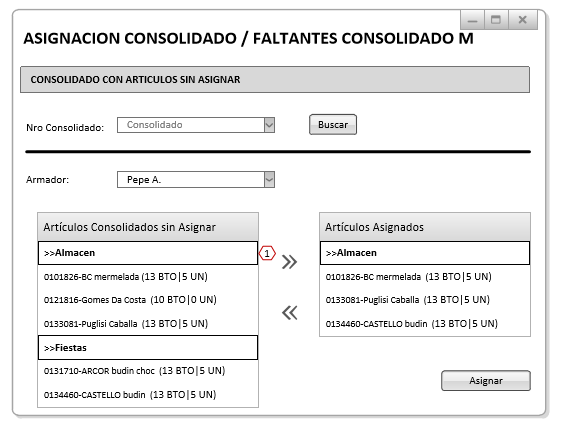 ASIGNACION CONSOLIDADO / FALTANTES CONSOLIDADO M
CONSOLIDADO CON ARTICULOS SIN ASIGNAR
Nro Consolidado: Consolidado Buscar
Armador: Pepe A.
Artículos Consolidados sin Asignar
>>Almacen
0101826-BC mermelada (13 BTO|5 UN)
0121816-Gomes Da Costa (10 BTO|0 UN)
0133081-Puglisi Caballa (13 BTO|5 UN)
>>Fiestas
0131710-ARCOR budin choc (13 BTO|5 UN)
0134460-CASTELLO budin (13 BTO|5 UN)
1
Artículos Asignados
>>Almacen
0101826-BC mermelada (13 BTO|5 UN)
0133081-Puglisi Caballa (13 BTO|5 UN)
0134460-CASTELLO budin (13 BTO|5 UN)
Asignar